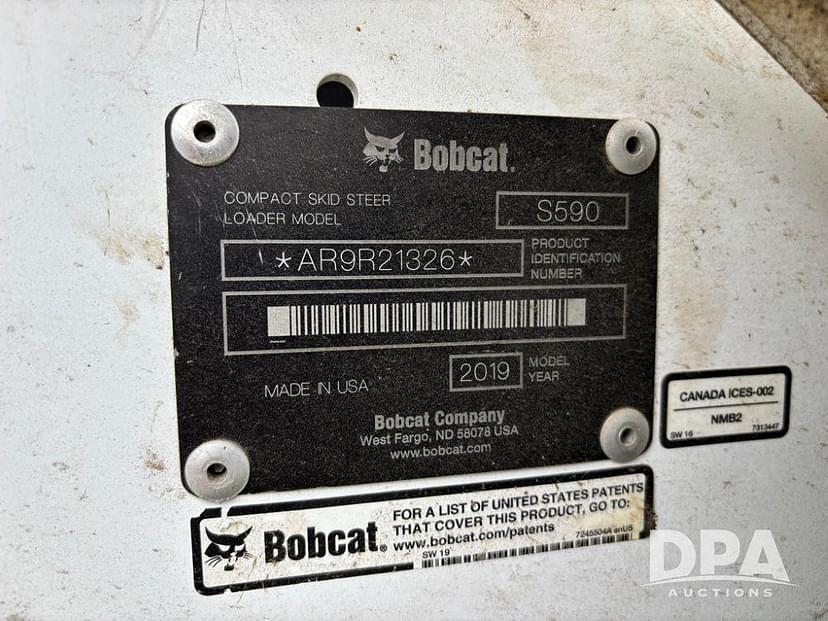 Bobcat.
COMPACT SKID STEER
LOADER MODEL
S590
*AR9R21326*
PRODUCT
IDENTIFICATION
NUMBER
MADE IN USA
2019
MODEL
YEAR
Bobcat Company
West Fargo, ND 58078 USA
www.bobcat.com
CANADA ICES-002
NMB2
SW 16
7313447
Bobcat.
FOR A LIST OF UNITED STATES PATENTS
THAT COVER THIS PRODUCT, GO TO:
www.bobcat.com/patents
7245504A enUS
SW 19
DPA
AUCTIONS